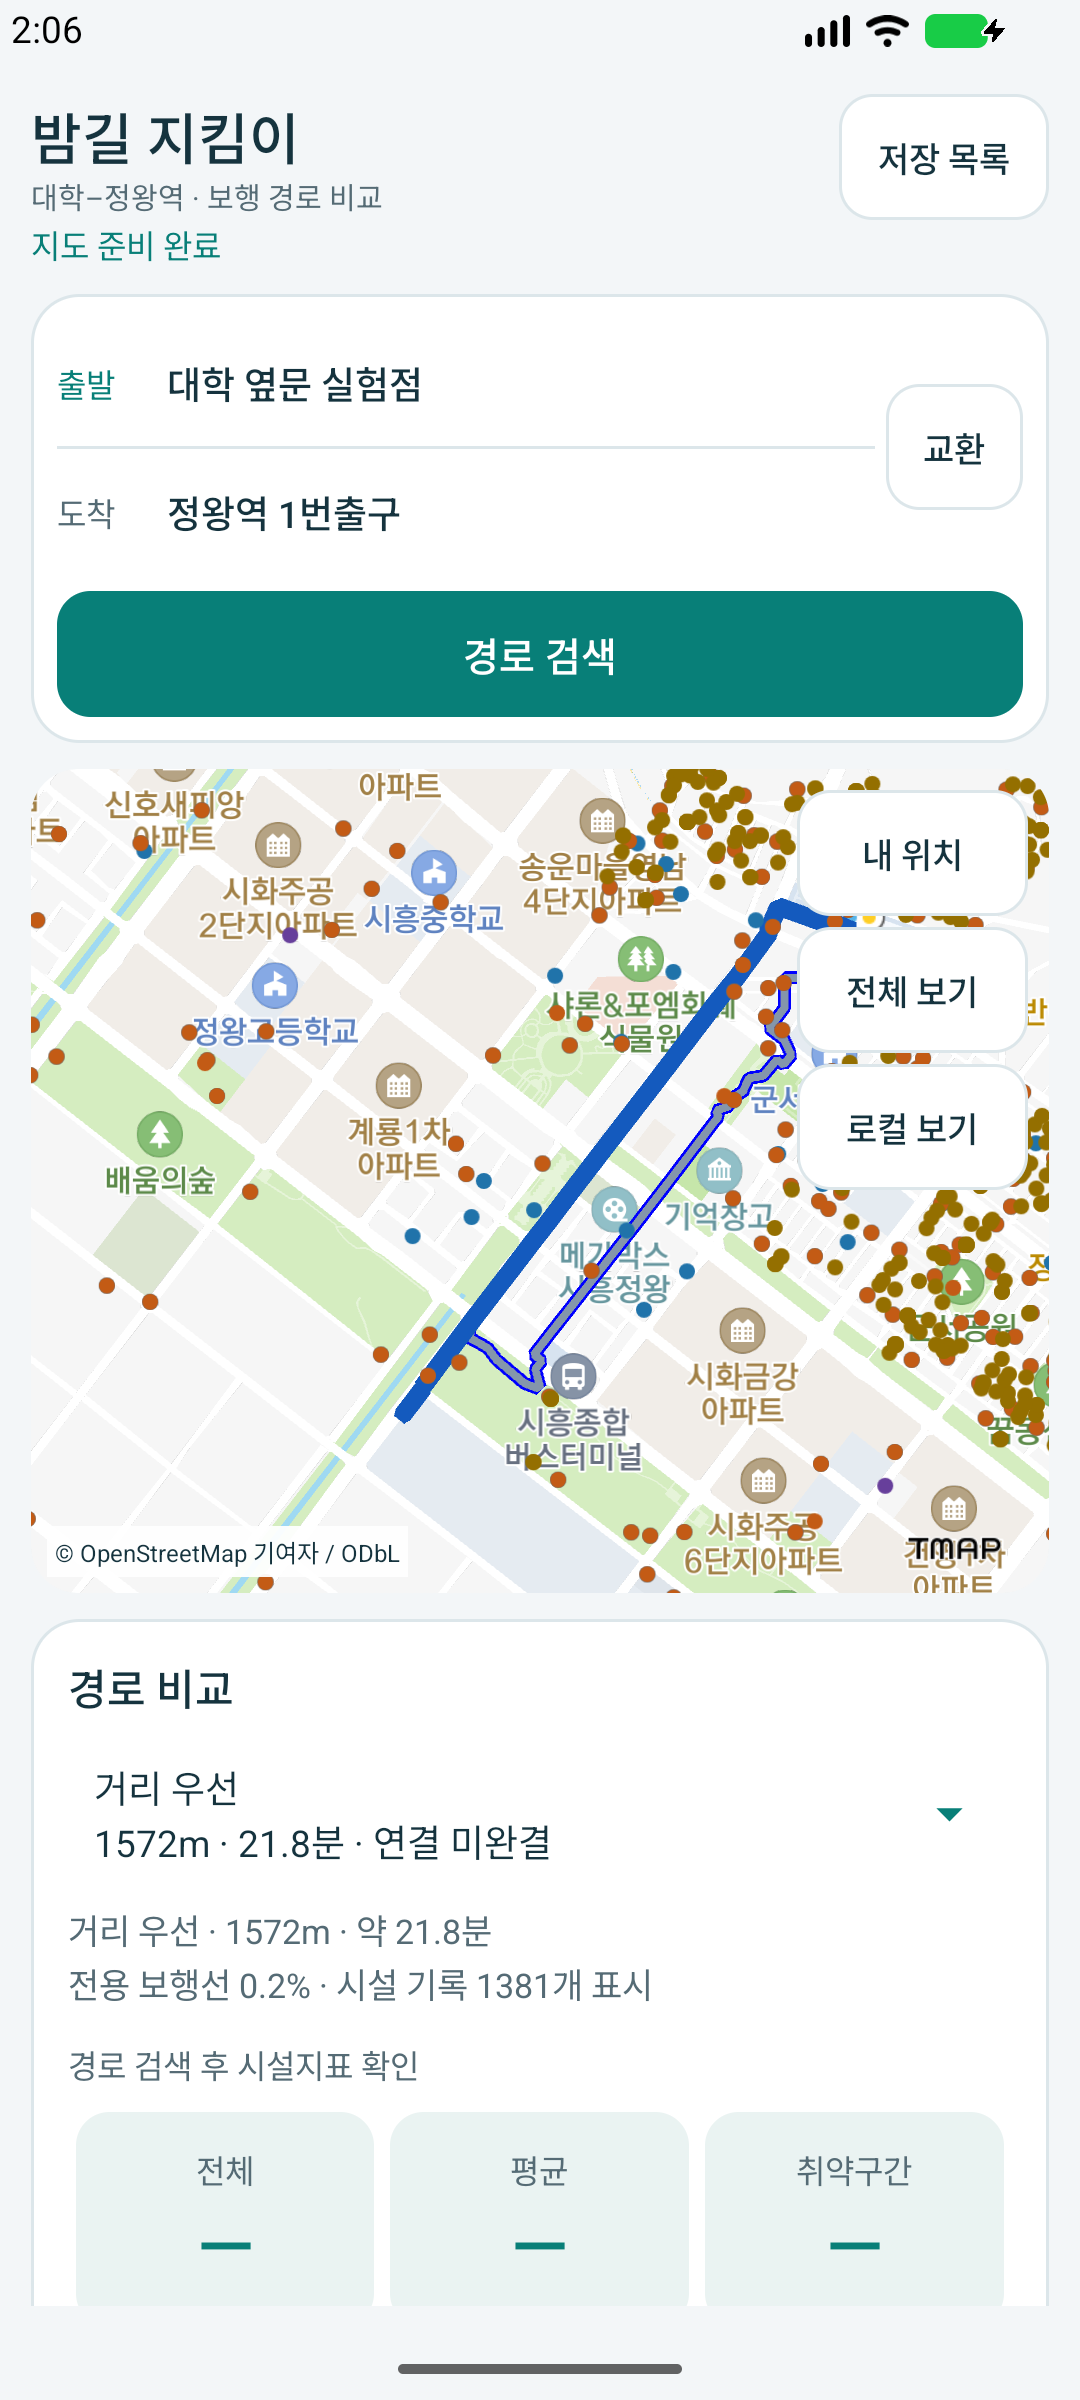 2:06
밤길 지킴이
저장 목록
대학–정왕역 · 보행 경로 비교
지도 준비 완료
출발 대학 옆문 실험점
교환
도착 정왕역 1번출구
경로 검색
아파트
신호새피앙
아파트
시화주공
2단지아파트
시흥중학교
송운마을영남
4단지아파트
내 위치
정왕고등학교
식물원
전체 보기
계룡1차
아파트
군서
로컬 보기
배움의숲
기억창고
메가박스
시흥정왕
시화금강
아파트
시흥종합
버스터미널
시화주공
6단지아파트
TMAP
아파트
© OpenStreetMap 기여자 / ODbL
경로 비교
거리 우선
1572m · 21.8분 · 연결 미완결
거리 우선 · 1572m · 약 21.8분
전용 보행선 0.2% · 시설 기록 1381개 표시
경로 검색 후 시설지표 확인
전체 평균 취약구간
— — —